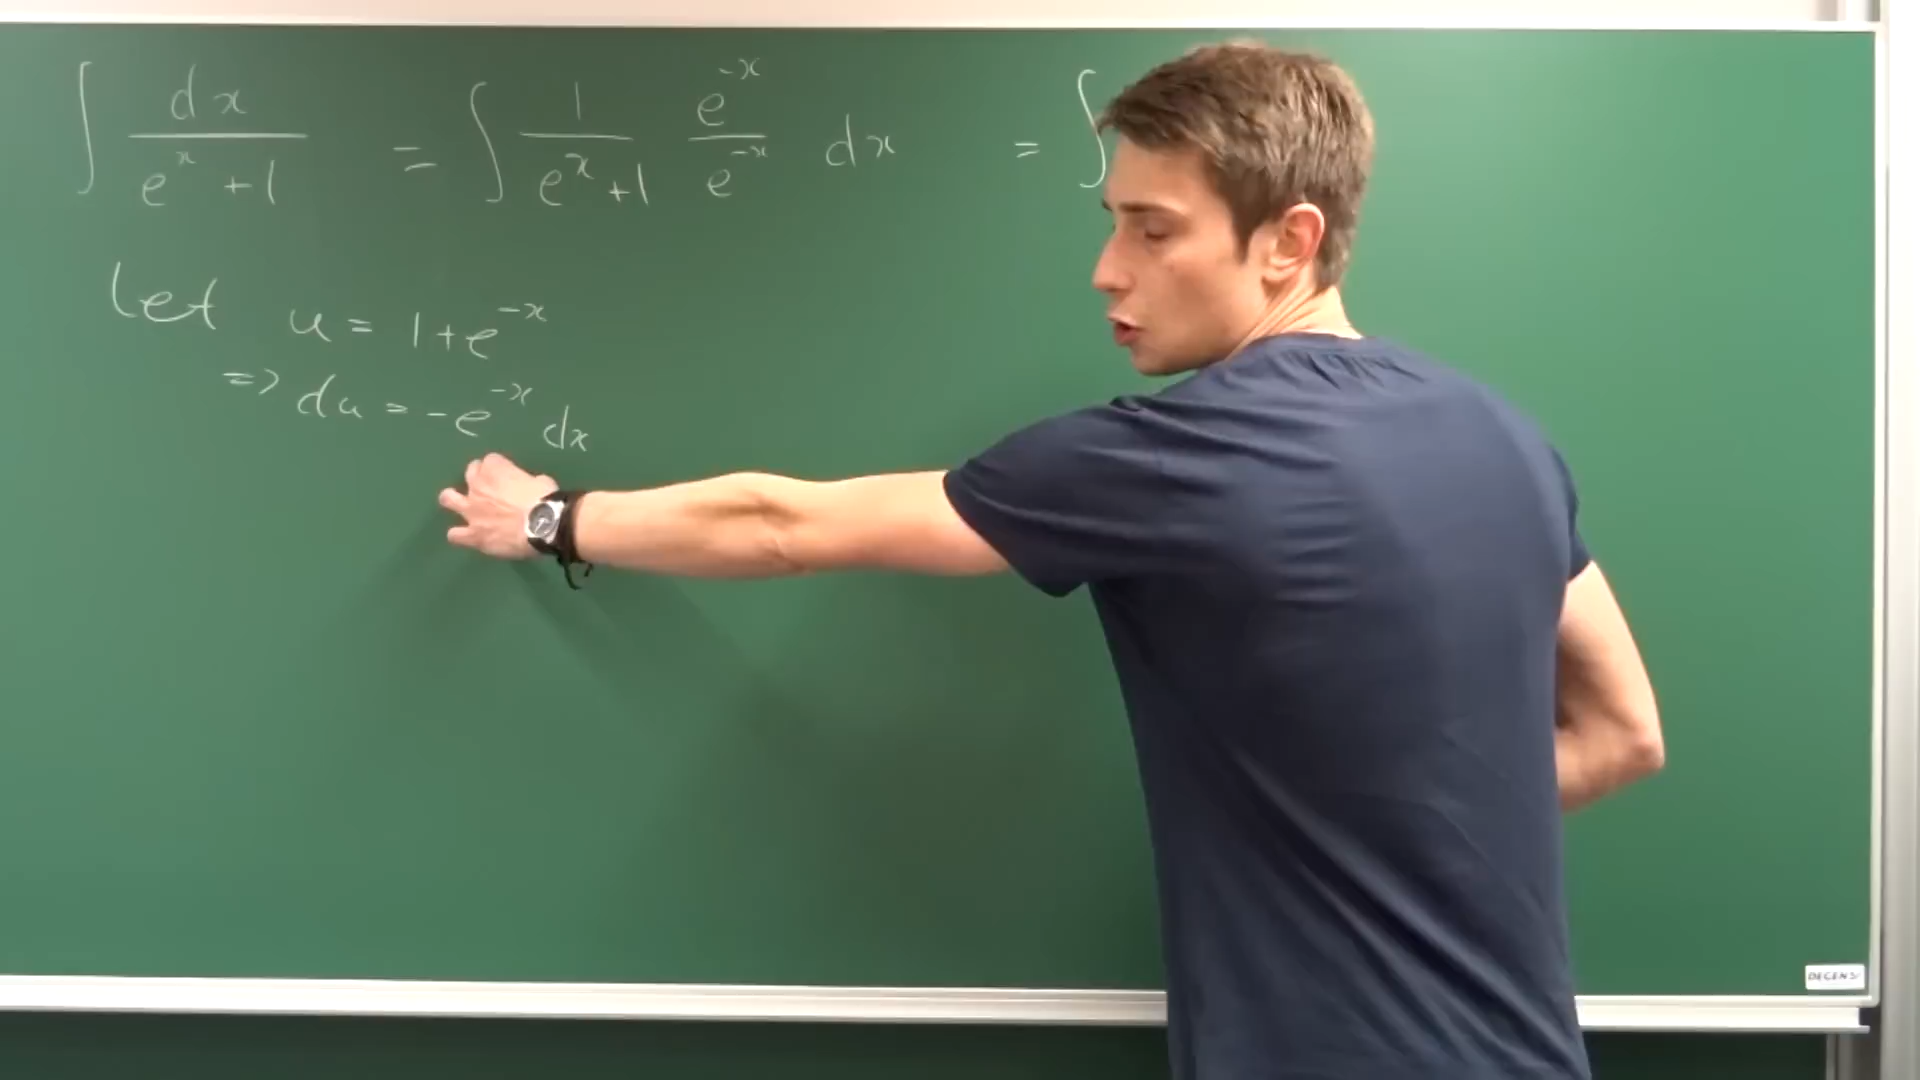 ∫ dx / (e^x + 1) = ∫ 1 / (e^x + 1) e^-x / e^-x dx = ∫
Let u = 1 + e^-x
=> du = -e^-x dx